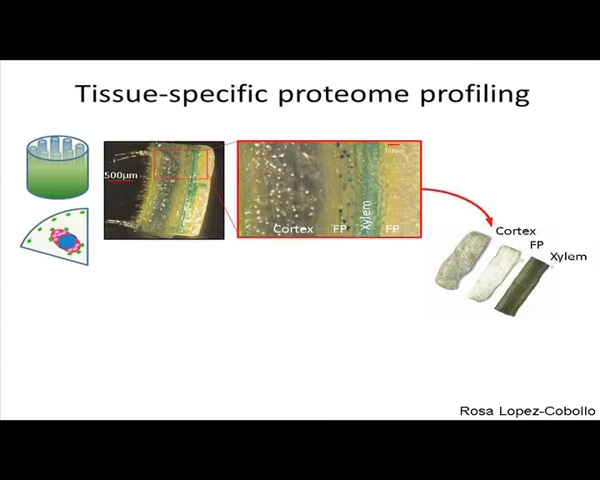 Tissue-specific proteome profiling
500µm
Cortex
FP
Xylem
FP
Cortex
FP
Xylem
Rosa Lopez-Cobollo